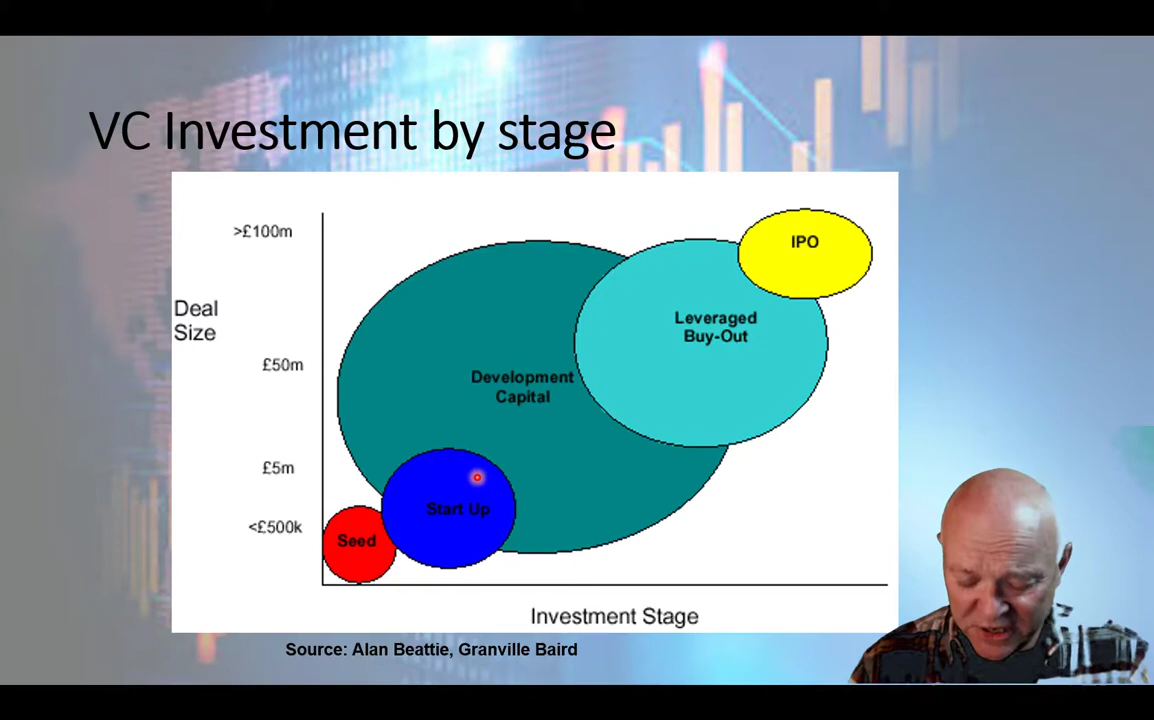 VC Investment by stage
>£100m
IPO
Deal
Size
Leveraged
Buy-Out
£50m
Development
Capital
£5m
Start Up
<£500k
Seed
Investment Stage
Source: Alan Beattie, Granville Baird